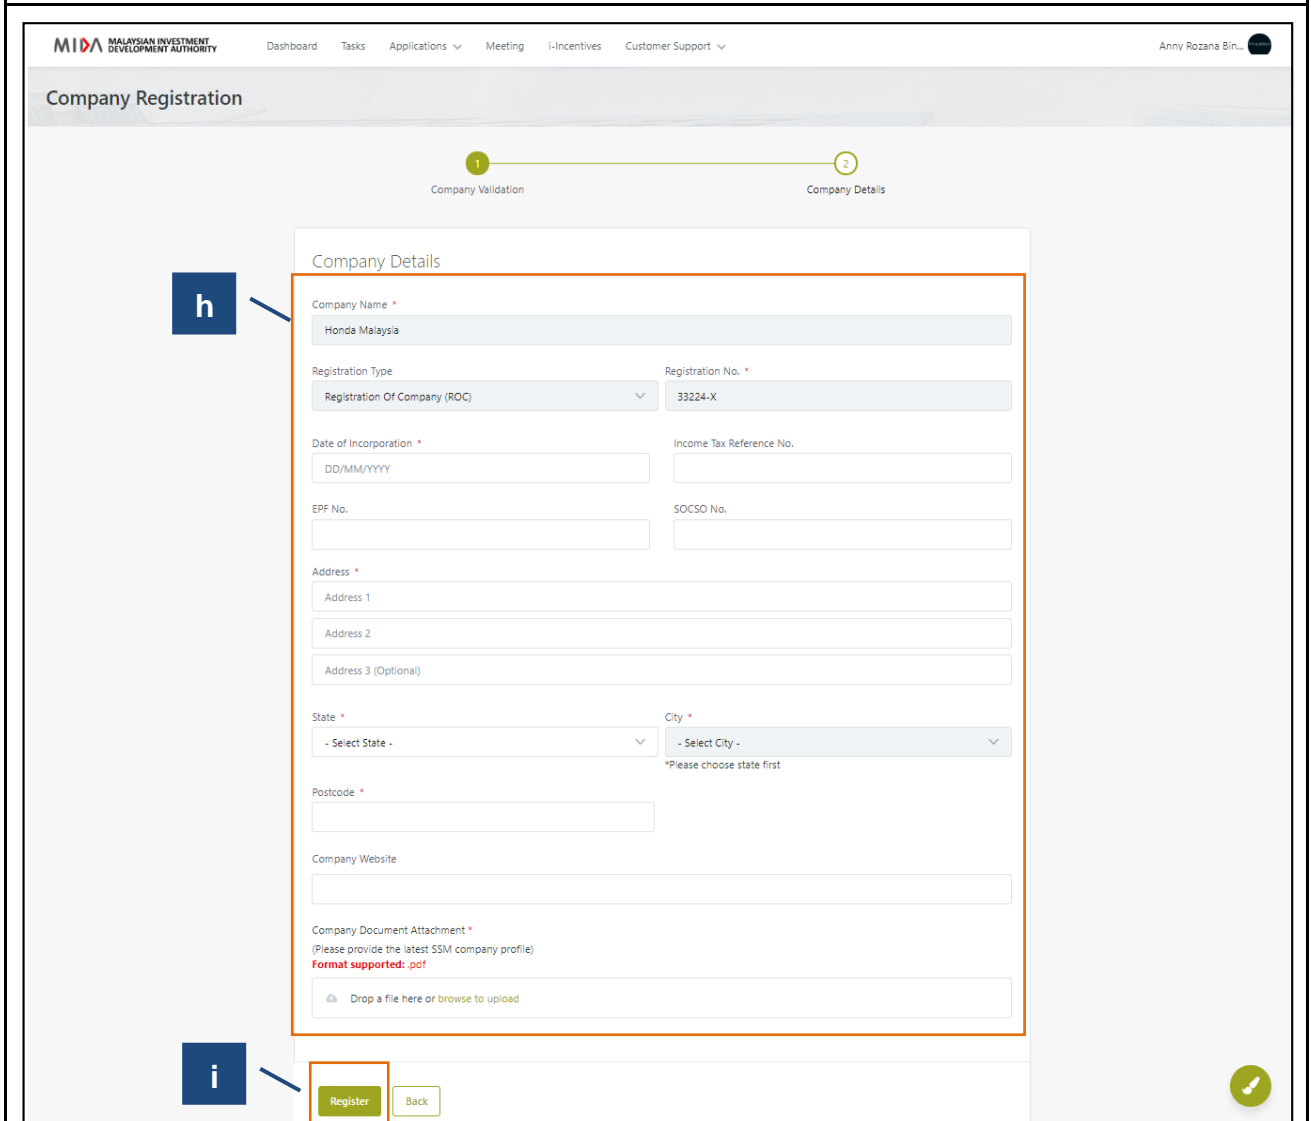 MIDA MALAYSIAN INVESTMENT
DEVELOPMENT AUTHORITY
Dashboard Tasks Applications Meeting i-Incentives Customer Support Anny Rozana Bin...
Company Registration
1 2
Company Validation Company Details
Company Details
h
Company Name *
Honda Malaysia
Registration Type Registration No. *
Registration Of Company (ROC) 33224-X
Date of Incorporation * Income Tax Reference No.
DD/MM/YYYY
EPF No. SOCSO No.
Address *
Address 1
Address 2
Address 3 (Optional)
State * City *
- Select State - - Select City -
*Please choose state first
Postcode *
Company Website
Company Document Attachment *
(Please provide the latest SSM company profile)
Format supported: .pdf
Drop a file here or browse to upload
i
Register Back